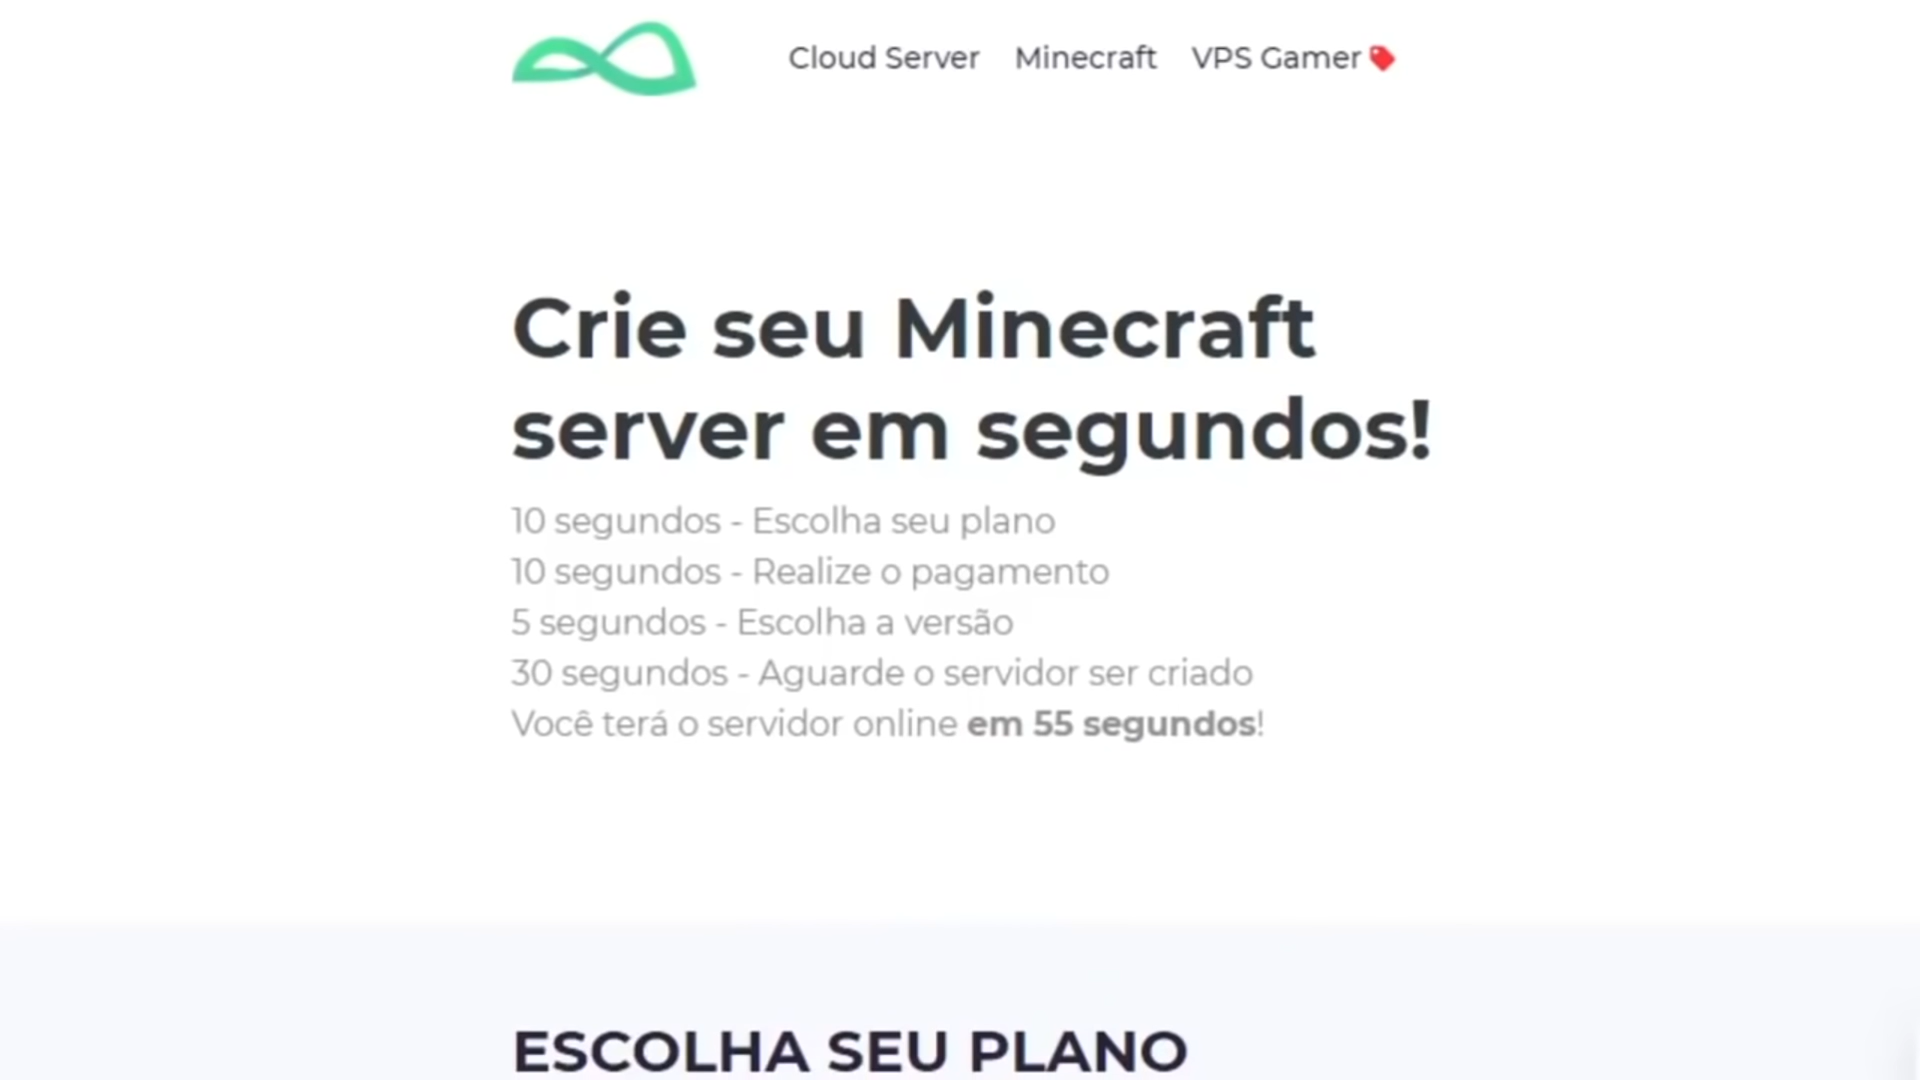 Cloud Server Minecraft VPS Gamer
Crie seu Minecraft
server em segundos!
10 segundos - Escolha seu plano
10 segundos - Realize o pagamento
5 segundos - Escolha a versão
30 segundos - Aguarde o servidor ser criado
Você terá o servidor online em 55 segundos!
ESCOLHA SEU PLANO